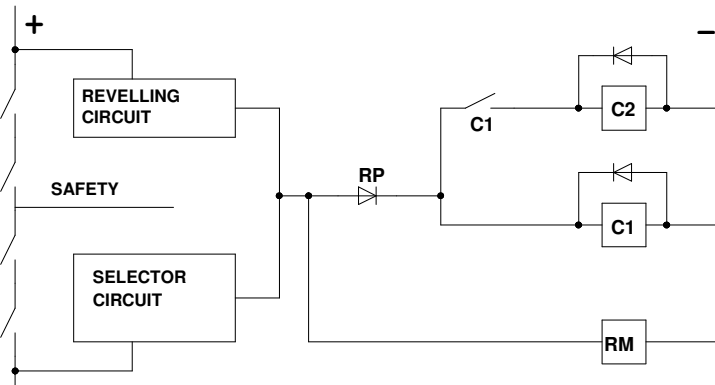 +
−
REVELLING
CIRCUIT
C2
C1
RP
SAFETY
C1
SELECTOR
CIRCUIT
RM